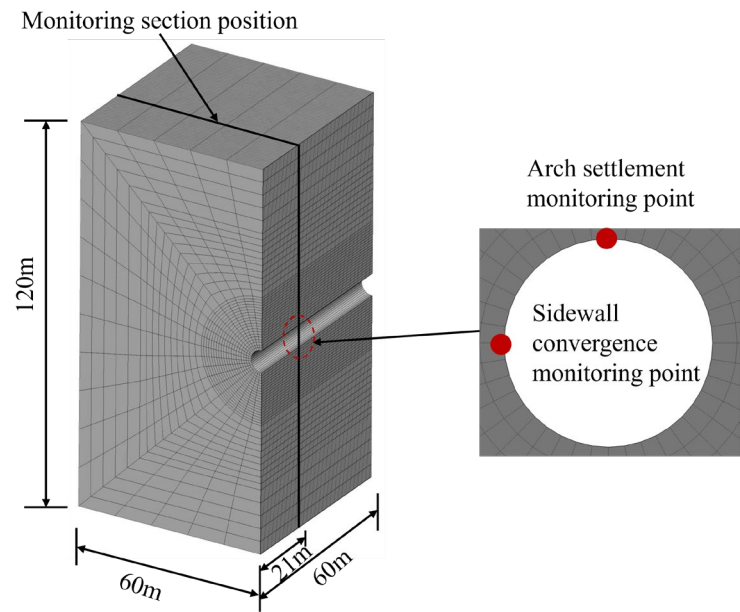 Monitoring section position
Arch settlement
monitoring point
120m
Sidewall
convergence
monitoring point
21m
60m
60m